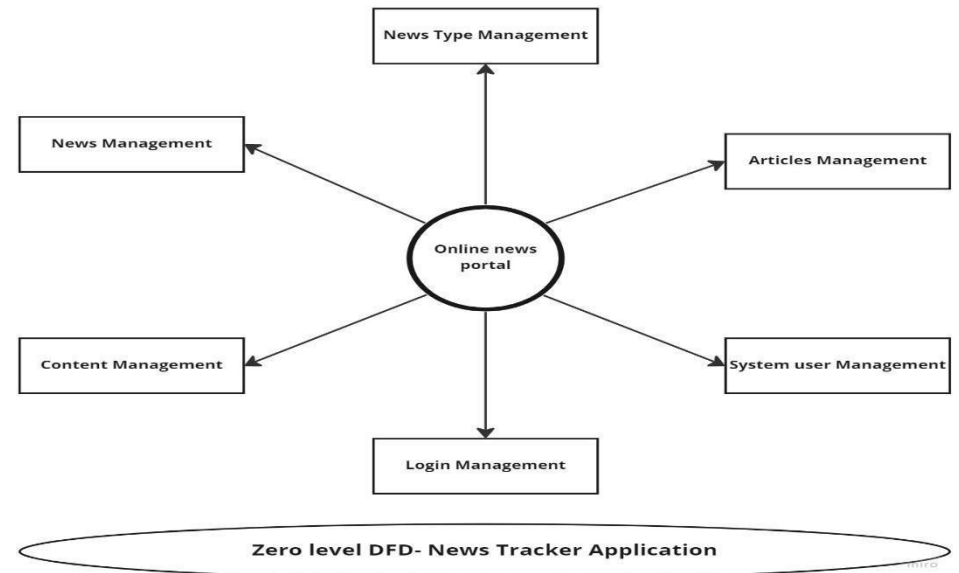 News Type Management
News Management
Articles Management
Online news
portal
Content Management
System user Management
Login Management
Zero level DFD- News Tracker Application
miro